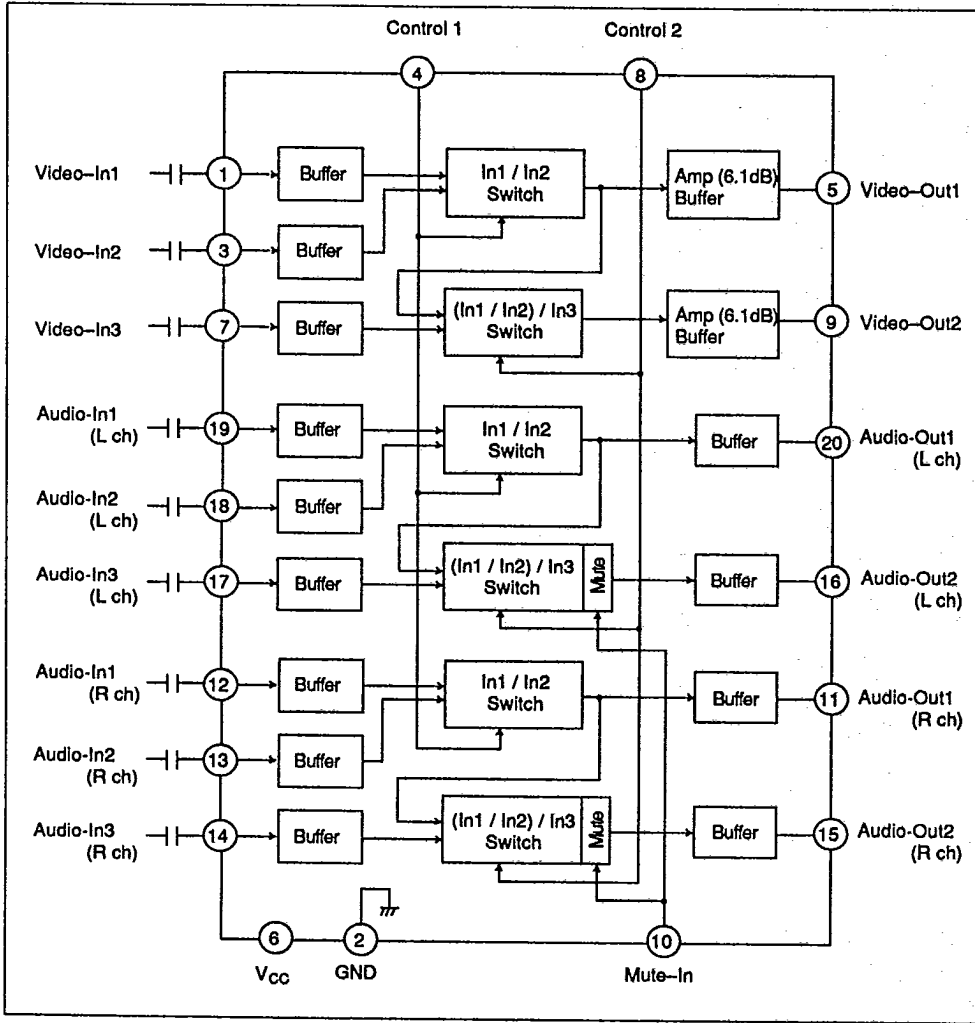 Control 1
Control 2
4
8
Video–In1
1
Buffer
In1 / In2
Switch
Amp (6.1dB)
Buffer
5
Video–Out1
Video–In2
3
Buffer
Video–In3
7
Buffer
(In1 / In2) / In3
Switch
Amp (6.1dB)
Buffer
9
Video–Out2
Audio-In1
(L ch)
19
Buffer
In1 / In2
Switch
Buffer
20
Audio-Out1
(L ch)
Audio-In2
(L ch)
18
Buffer
Audio-In3
(L ch)
17
Buffer
(In1 / In2) / In3
Switch
Mute
Buffer
16
Audio-Out2
(L ch)
Audio-In1
(R ch)
12
Buffer
In1 / In2
Switch
Buffer
11
Audio-Out1
(R ch)
Audio-In2
(R ch)
13
Buffer
Audio-In3
(R ch)
14
Buffer
(In1 / In2) / In3
Switch
Mute
Buffer
15
Audio-Out2
(R ch)
6
2
10
VCC
GND
Mute–In